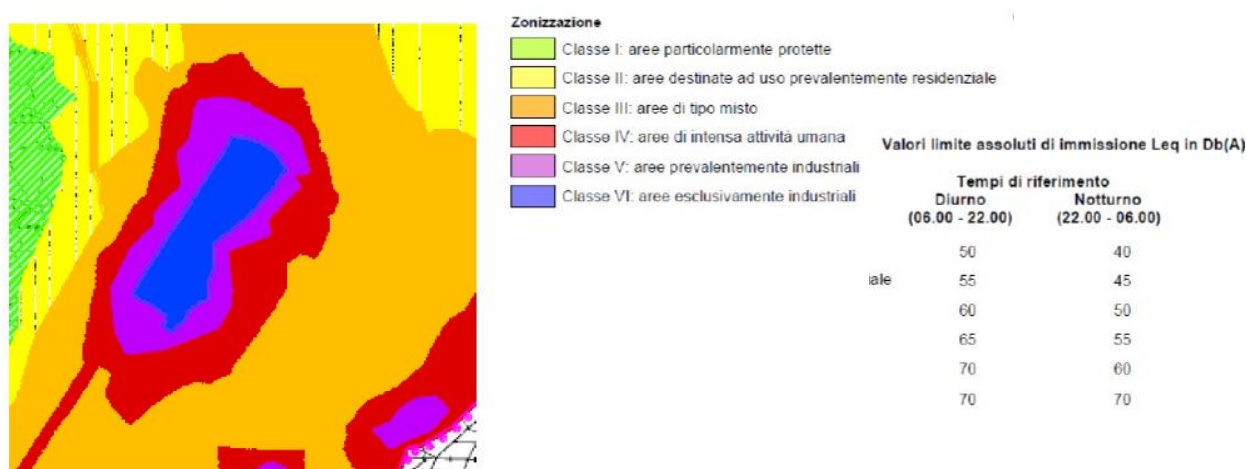 Zonizzazione
Classe I: aree particolarmente protette
Classe II: aree destinate ad uso prevalentemente residenziale
Classe III: aree di tipo misto
Classe IV: aree di intensa attività umana
Classe V: aree prevalentemente industriali
Classe VI: aree esclusivamente industriali
Valori limite assoluti di immissione Leq in Db(A)
Tempi di riferimento
Diurno Notturno
(06.00 - 22.00) (22.00 - 06.00)
50 40
iale 55 45
60 50
65 55
70 60
70 70